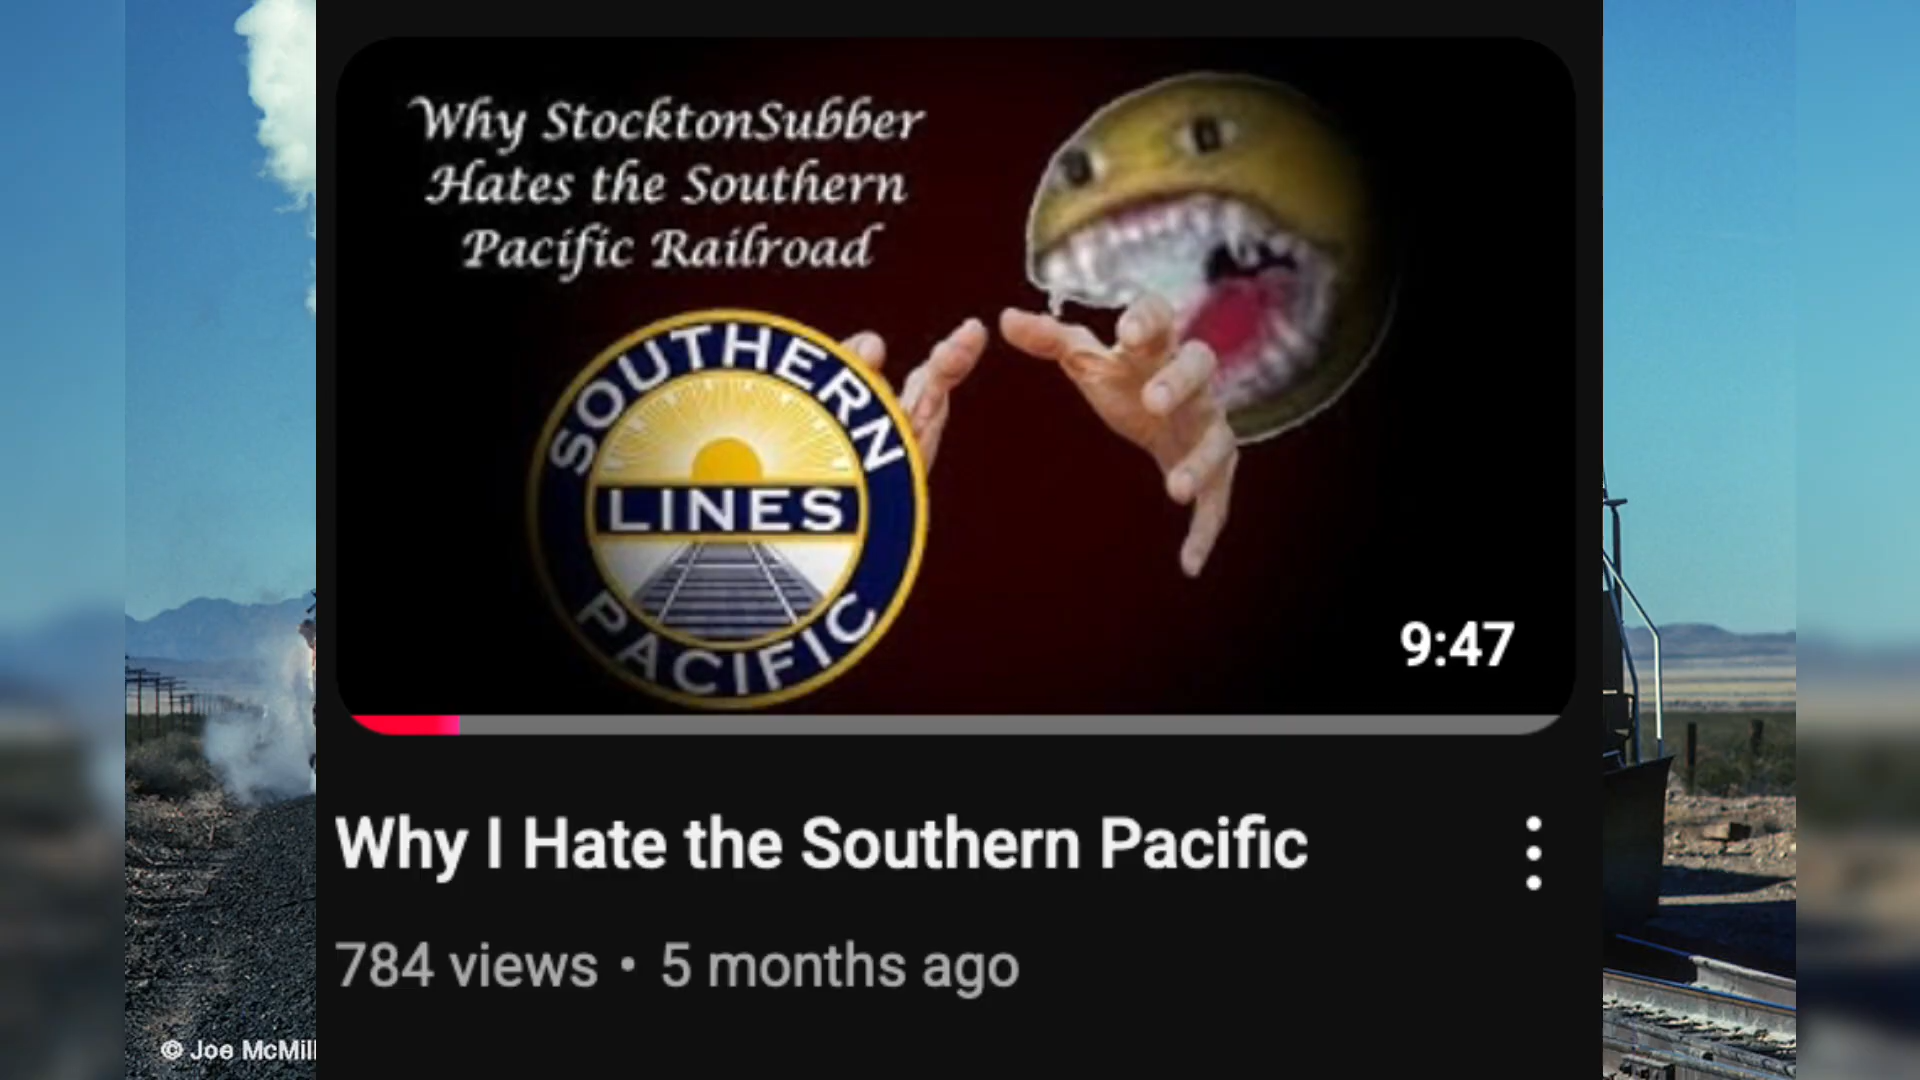 Why StocktonSubber
Hates the Southern
Pacific Railroad
SOUTHERN
LINES
PACIFIC
9:47
Why I Hate the Southern Pacific
784 views • 5 months ago
© Joe McMill